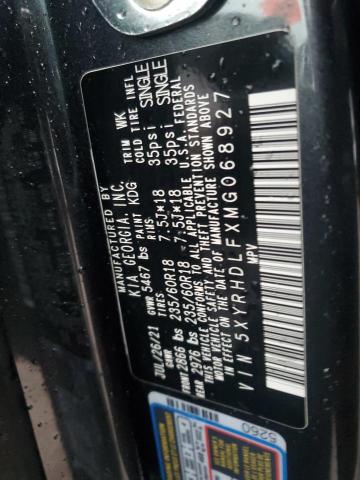 MANUFACTURED BY
KIA GEORGIA, INC.
PAINT KDG TRIM WK
JUL/26/21 GVWR 5467 lbs
GAWR TIRES RIMS COLD TIRE INFL
FRONT 2866 lbs 235/60R18 7.5J*18 35psi SINGLE
REAR 2976 lbs 235/60R18 7.5J*18 35psi SINGLE
THIS VEHICLE CONFORMS TO ALL APPLICABLE U.S.A. FEDERAL
MOTOR VEHICLE SAFETY AND THEFT PREVENTION STANDARDS
IN EFFECT ON THE DATE OF MANUFACTURE SHOWN ABOVE
VIN 5XYRHDLFXMG068927
MPV
5260